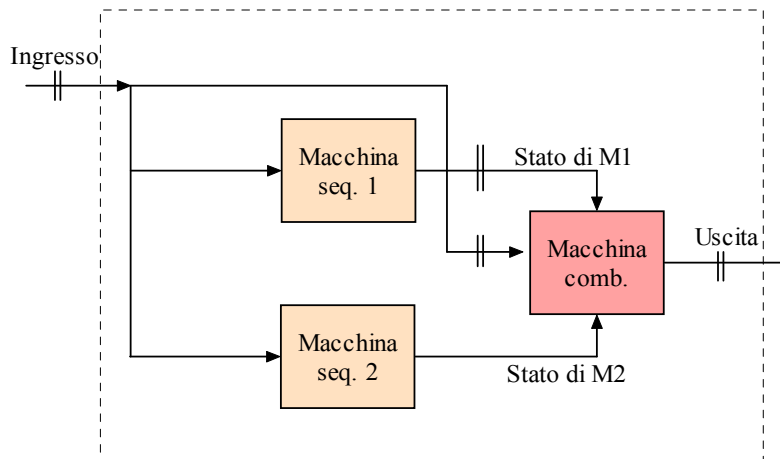 Ingresso
Macchina
seq. 1
Stato di M1
Macchina
comb.
Uscita
Macchina
seq. 2
Stato di M2